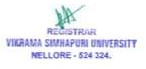 REGISTRAR
VIKRAMA SIMHAPURI UNIVERSITY
NELLORE - 524 324.